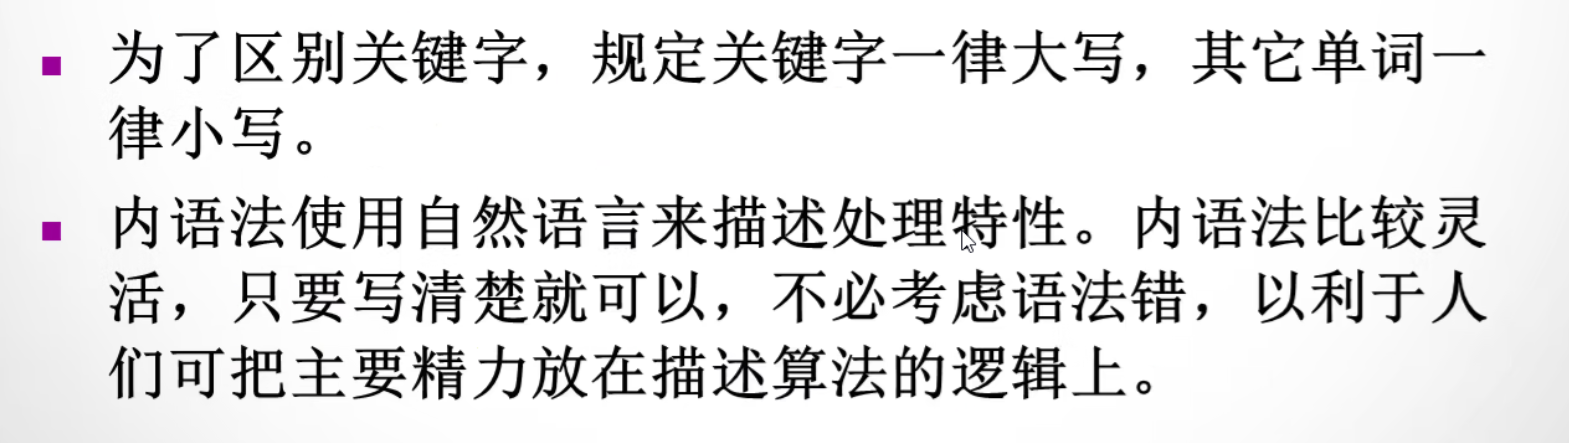 为了区别关键字，规定关键字一律大写，其它单词一
律小写。
内语法使用自然语言来描述处理特性。内语法比较灵
活，只要写清楚就可以，不必考虑语法错，以利于人
们可把主要精力放在描述算法的逻辑上。